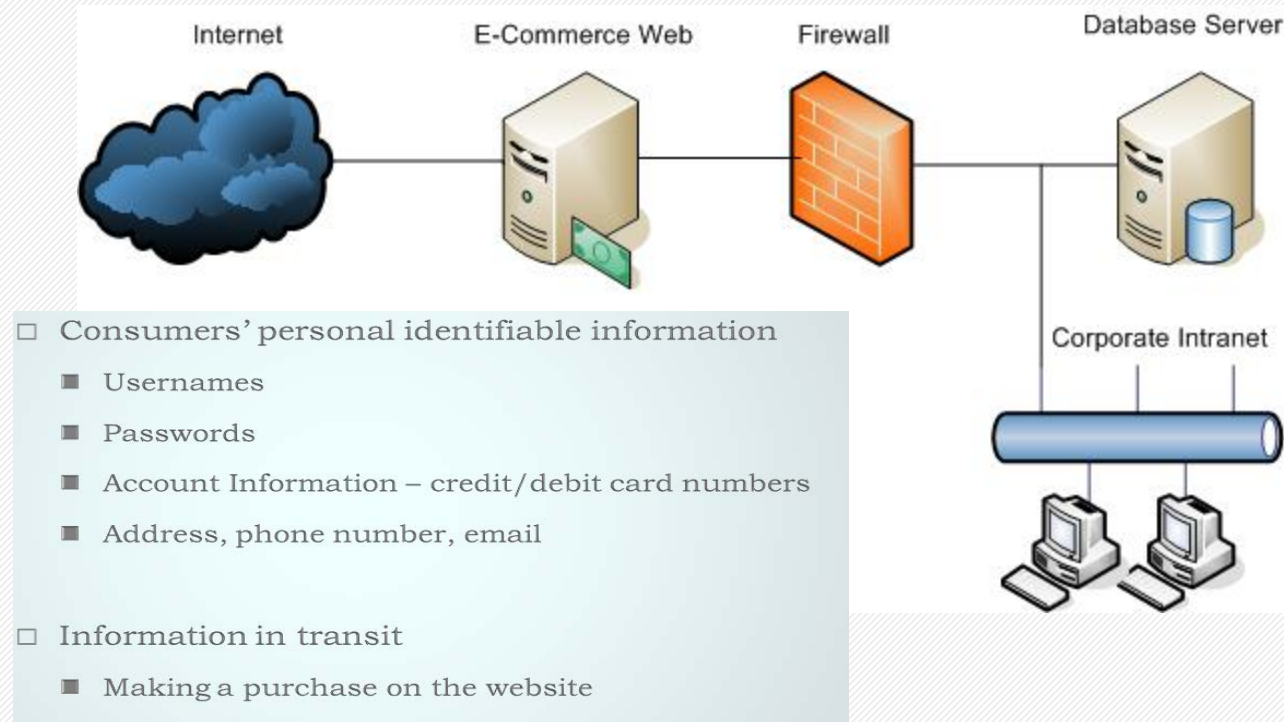 Internet
E-Commerce Web
Firewall
Database Server
Corporate Intranet
Consumers’ personal identifiable information
Usernames
Passwords
Account Information – credit/debit card numbers
Address, phone number, email
Information in transit
Making a purchase on the website